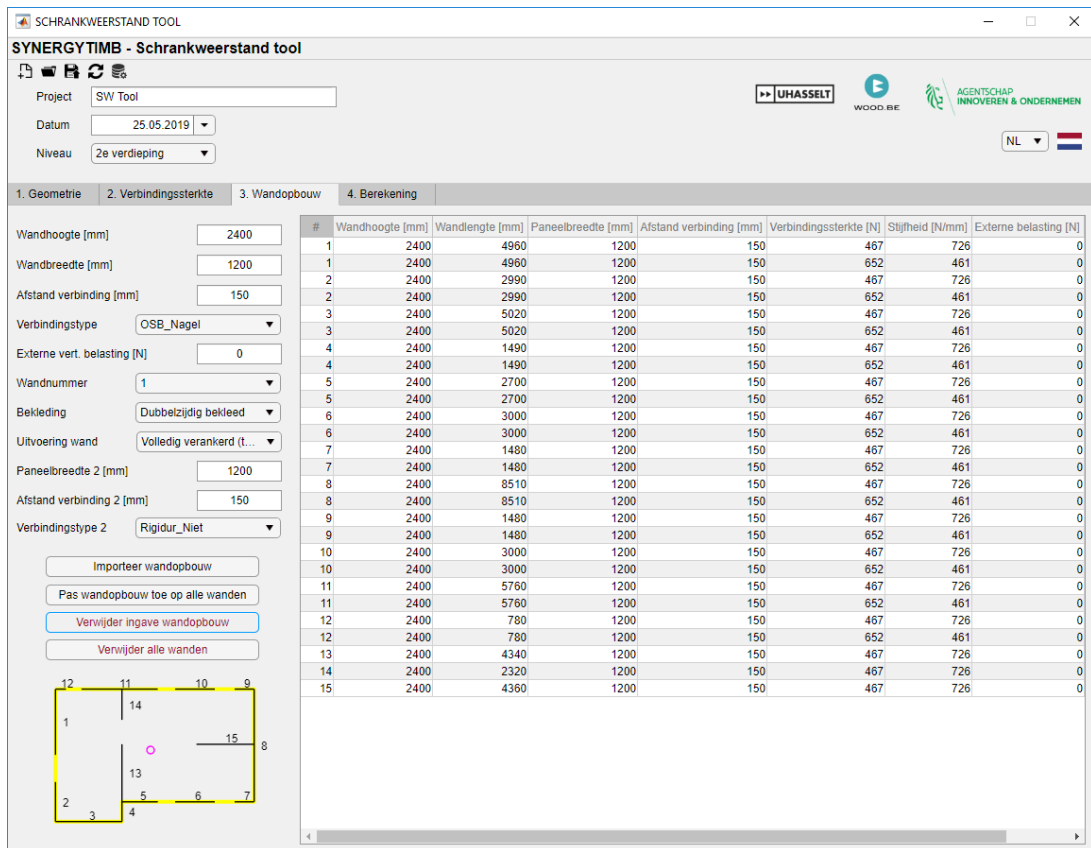 SCHRANKWEERSTAND TOOL
SYNERGYTIMB - Schrankweerstand tool
Project SW Tool
UHASSELT
WOOD.BE
AGENTSCHAP
INNOVEREN & ONDERNEMEN
Datum 25.05.2019
Niveau 2e verdieping
NL
1. Geometrie 2. Verbindingssterkte 3. Wandopbouw 4. Berekening
Wandhoogte [mm] 2400
Wandbreedte [mm] 1200
Afstand verbinding [mm] 150
Verbindingstype OSB_Nagel
Externe vert. belasting [N] 0
Wandnummer 1
Bekleding Dubbelzijdig bekleed
Uitvoering wand Volledig verankerd (t...
Paneelbreedte 2 [mm] 1200
Afstand verbinding 2 [mm] 150
Verbindingstype 2 Rigidur_Niet
Importeer wandopbouw
Pas wandopbouw toe op alle wanden
Verwijder ingave wandopbouw
Verwijder alle wanden
12 11 10 9
14
1
15
8
13
5 6 7
2
4
3
# Wandhoogte [mm] Wandlengte [mm] Paneelbreedte [mm] Afstand verbinding [mm] Verbindingssterkte [N] Stijfheid [N/mm] Externe belasting [N]
1 2400 4960 1200 150 467 726 0
1 2400 4960 1200 150 652 461 0
2 2400 2990 1200 150 467 726 0
2 2400 2990 1200 150 652 461 0
3 2400 5020 1200 150 467 726 0
3 2400 5020 1200 150 652 461 0
4 2400 1490 1200 150 467 726 0
4 2400 1490 1200 150 652 461 0
5 2400 2700 1200 150 467 726 0
5 2400 2700 1200 150 652 461 0
6 2400 3000 1200 150 467 726 0
6 2400 3000 1200 150 652 461 0
7 2400 1480 1200 150 467 726 0
7 2400 1480 1200 150 652 461 0
8 2400 8510 1200 150 467 726 0
8 2400 8510 1200 150 652 461 0
9 2400 1480 1200 150 467 726 0
9 2400 1480 1200 150 652 461 0
10 2400 3000 1200 150 467 726 0
10 2400 3000 1200 150 652 461 0
11 2400 5760 1200 150 467 726 0
11 2400 5760 1200 150 652 461 0
12 2400 780 1200 150 467 726 0
12 2400 780 1200 150 652 461 0
13 2400 4340 1200 150 467 726 0
14 2400 2320 1200 150 467 726 0
15 2400 4360 1200 150 467 726 0